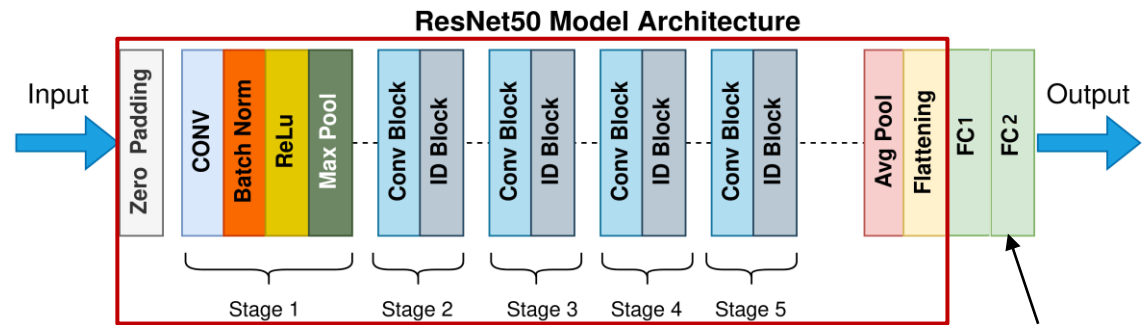 ResNet50 Model Architecture
Input
Zero Padding
CONV
Batch Norm
ReLu
Max Pool
Conv Block
ID Block
Conv Block
ID Block
Conv Block
ID Block
Conv Block
ID Block
Avg Pool
Flattening
FC1
FC2
Output
Stage 1
Stage 2
Stage 3
Stage 4
Stage 5